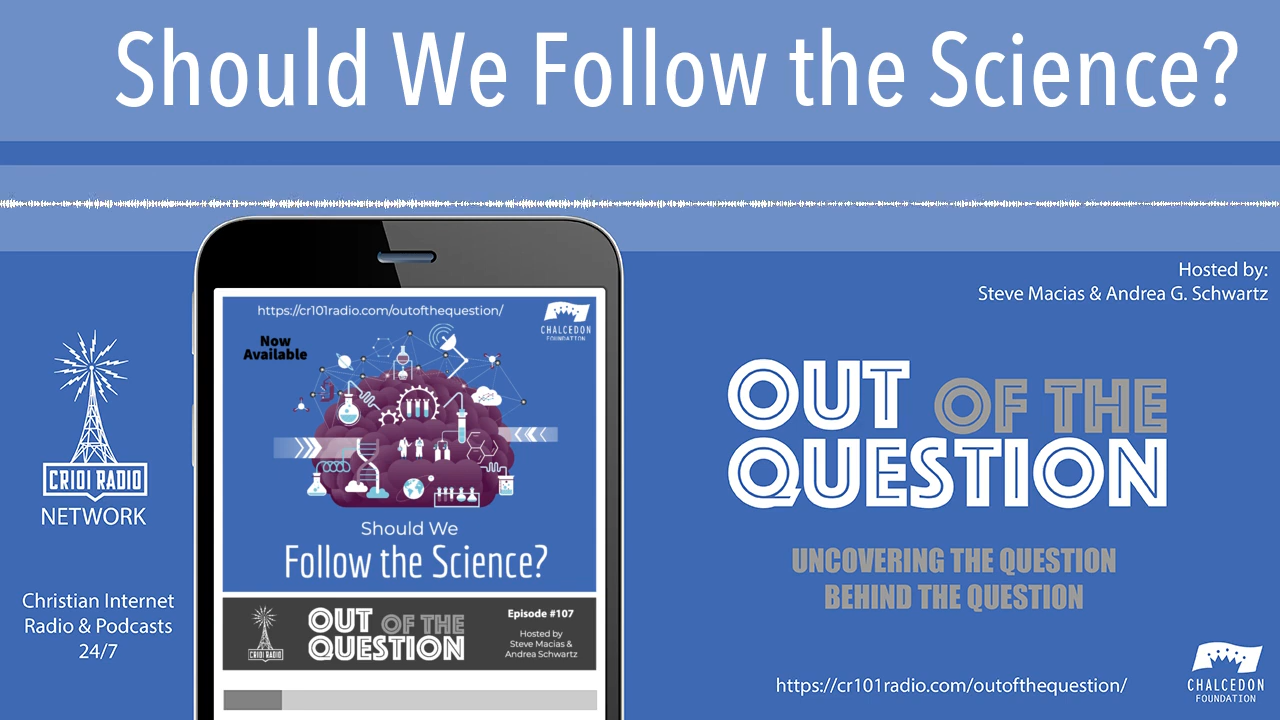 Should We Follow the Science?
Hosted by:
Steve Macias & Andrea G. Schwartz
https://cr101radio.com/outofthequestion/
CHALCEDON
FOUNDATION
Now
Available
Should We
Follow the Science?
CR101 RADIO
OUT OF THE
QUESTION
Episode #107
Hosted by
Steve Macias &
Andrea Schwartz
CR101 RADIO
NETWORK
Christian Internet
Radio & Podcasts
24/7
OUT OF THE
QUESTION
UNCOVERING THE QUESTION
BEHIND THE QUESTION
https://cr101radio.com/outofthequestion/
CHALCEDON
FOUNDATION